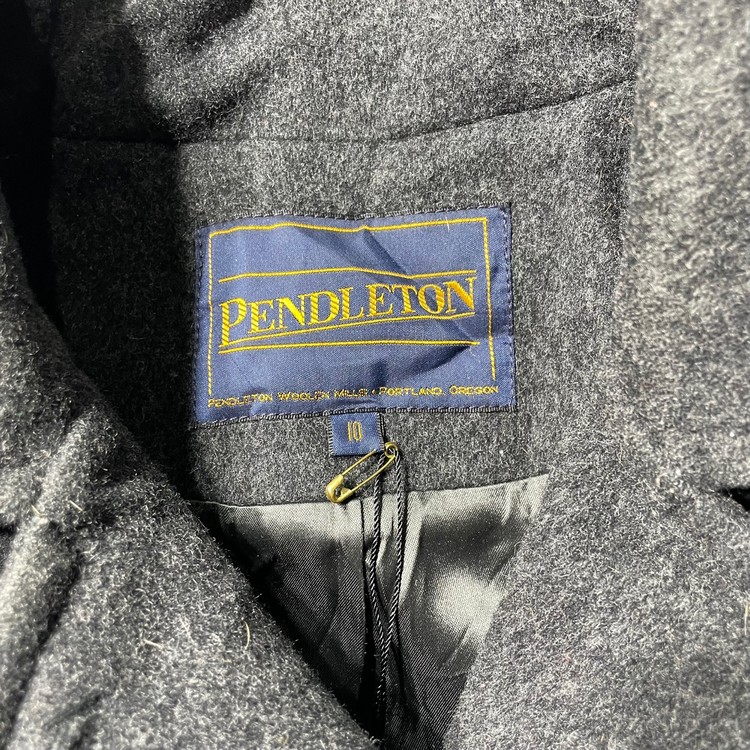 PENDLETON
PENDLETON WOOLEN MILLS • PORTLAND, OREGON
10